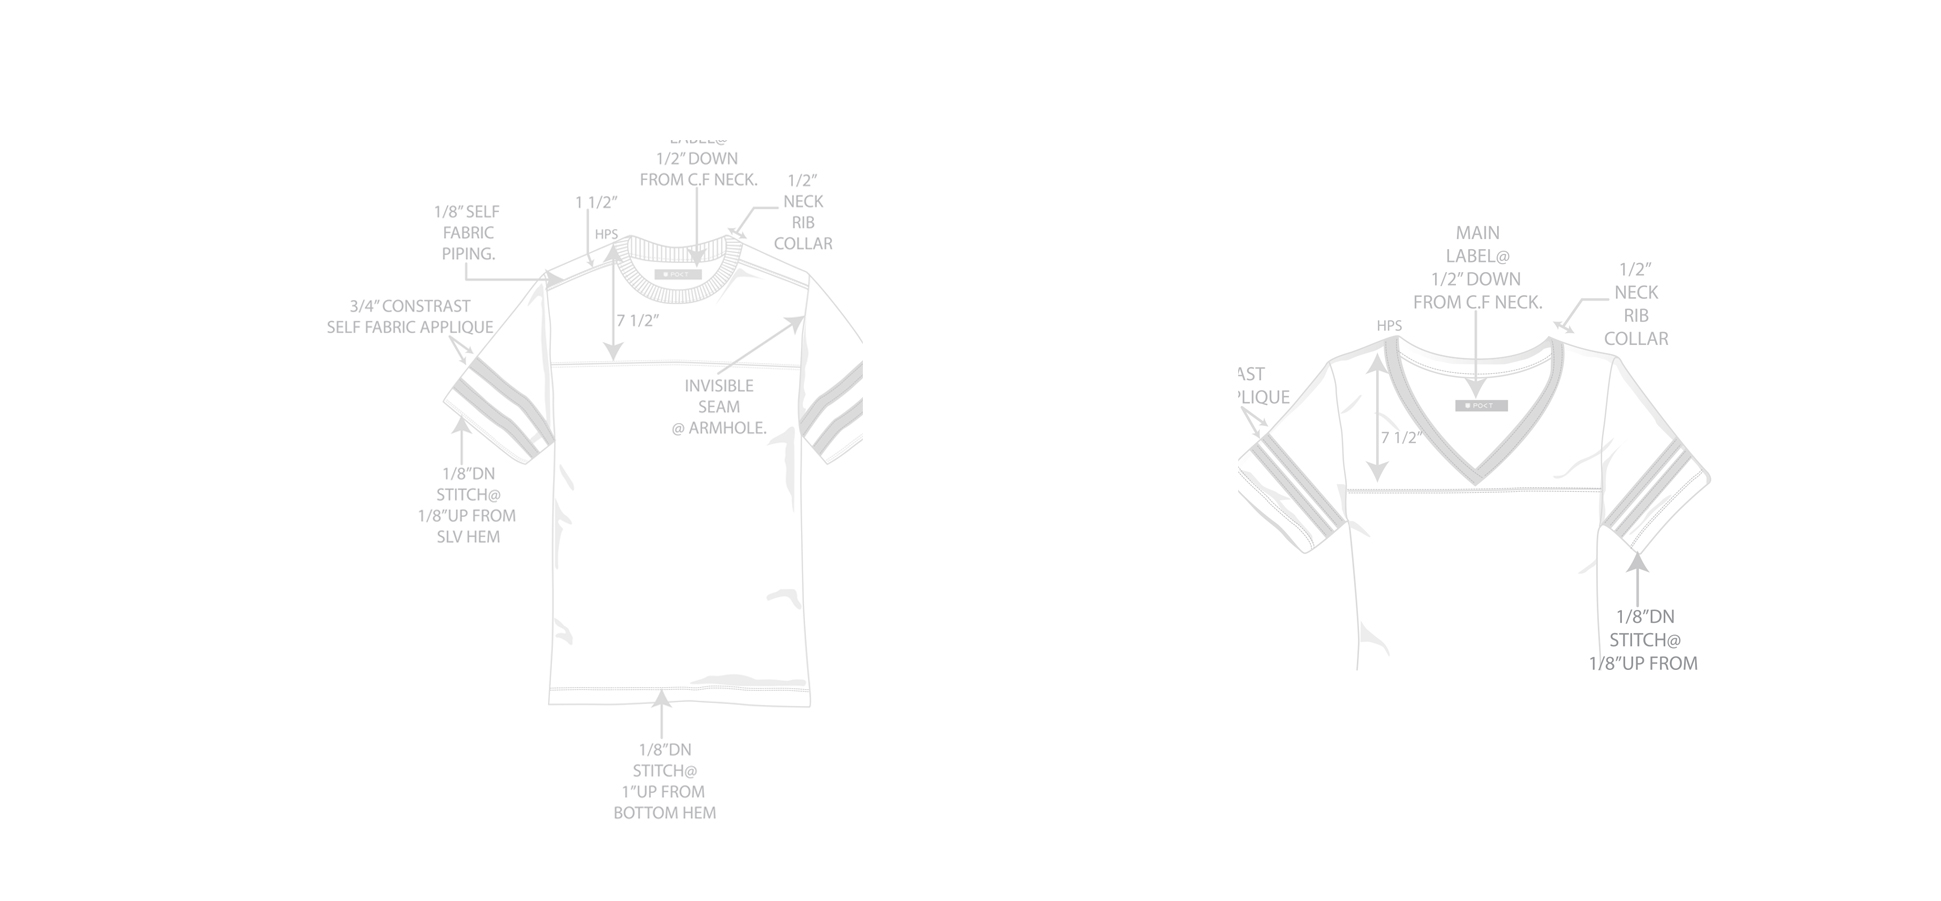 LABEL@
1/2” DOWN
FROM C.F NECK.
1/2”
NECK
RIB
COLLAR
1 1/2”
1/8” SELF
FABRIC
PIPING.
HPS
3/4” CONSTRAST
SELF FABRIC APPLIQUE
7 1/2”
INVISIBLE
SEAM
@ ARMHOLE.
1/8”DN
STITCH@
1/8”UP FROM
SLV HEM
1/8”DN
STITCH@
1”UP FROM
BOTTOM HEM
MAIN
LABEL@
1/2” DOWN
FROM C.F NECK.
1/2”
NECK
RIB
COLLAR
HPS
AST
PLIQUE
7 1/2”
1/8”DN
STITCH@
1/8”UP FROM